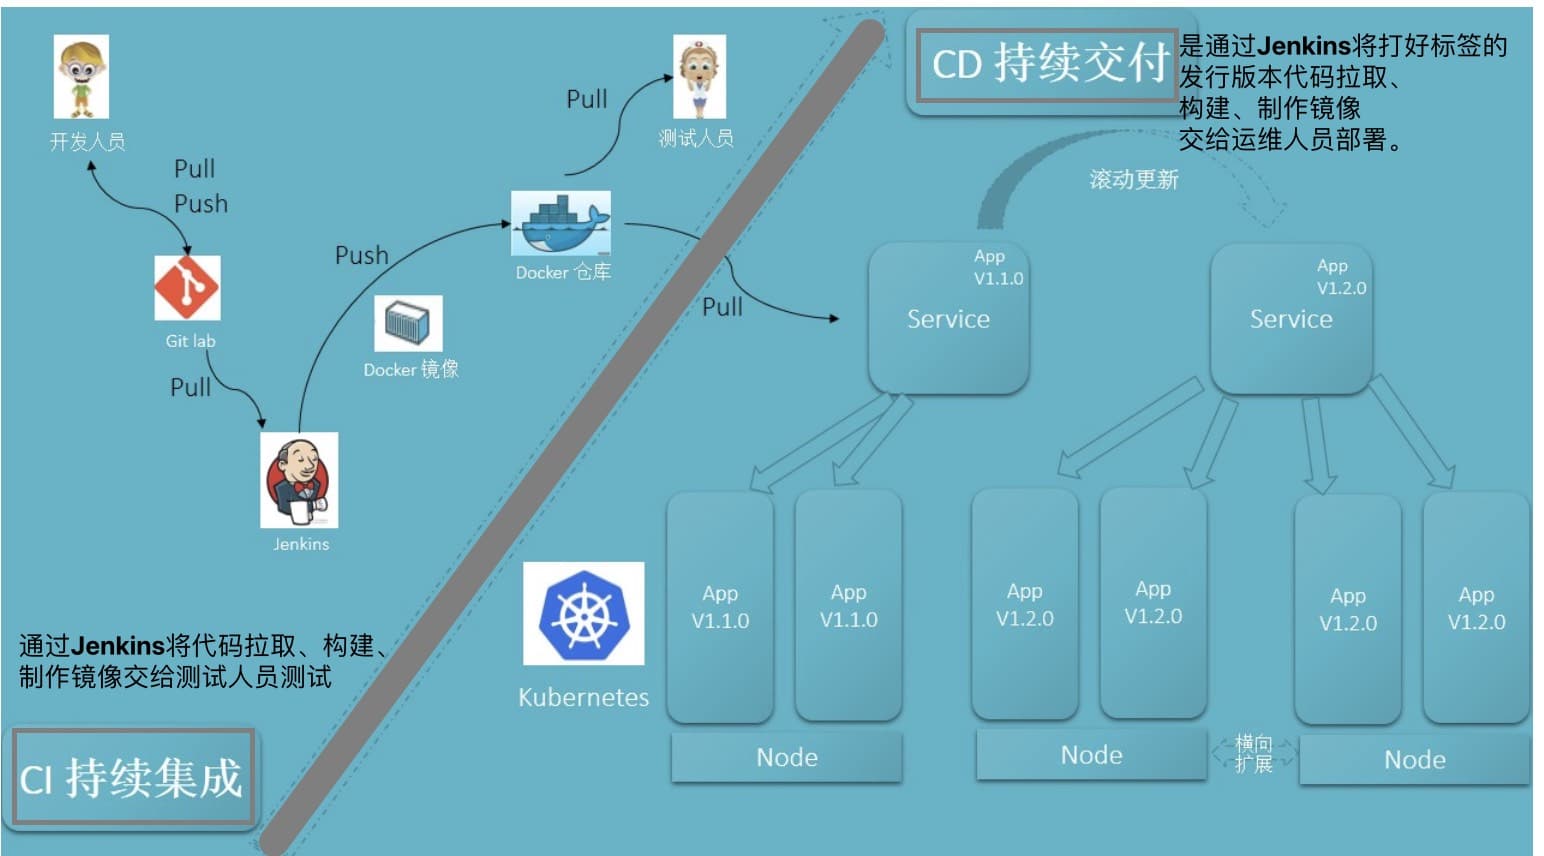 开发人员
Pull
Push
Git lab
Pull
Jenkins
Push
Docker 镜像
Docker 仓库
Pull
测试人员
Pull
通过Jenkins将代码拉取、构建、
制作镜像交给测试人员测试
CI 持续集成
CD 持续交付
是通过Jenkins将打好标签的
发行版本代码拉取、
构建、制作镜像
交给运维人员部署。
滚动更新
App
V1.1.0
Service
App
V1.2.0
Service
Kubernetes
App
V1.1.0
App
V1.1.0
App
V1.2.0
App
V1.2.0
App
V1.2.0
App
V1.2.0
Node
Node
横向
扩展
Node